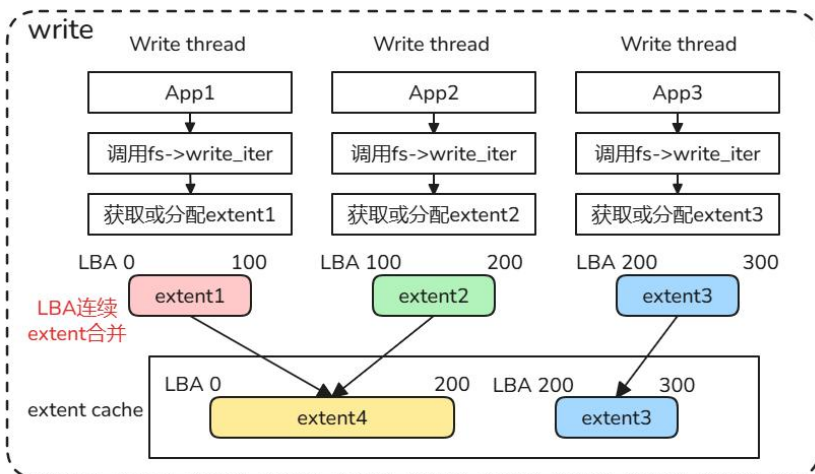 write
Write thread Write thread Write thread
App1 App2 App3
调用fs->write_iter 调用fs->write_iter 调用fs->write_iter
获取或分配extent1 获取或分配extent2 获取或分配extent3
LBA 0 100 LBA 100 200 LBA 200 300
extent1 extent2 extent3
LBA连续
extent合并
LBA 0 200 LBA 200 300
extent cache extent4 extent3